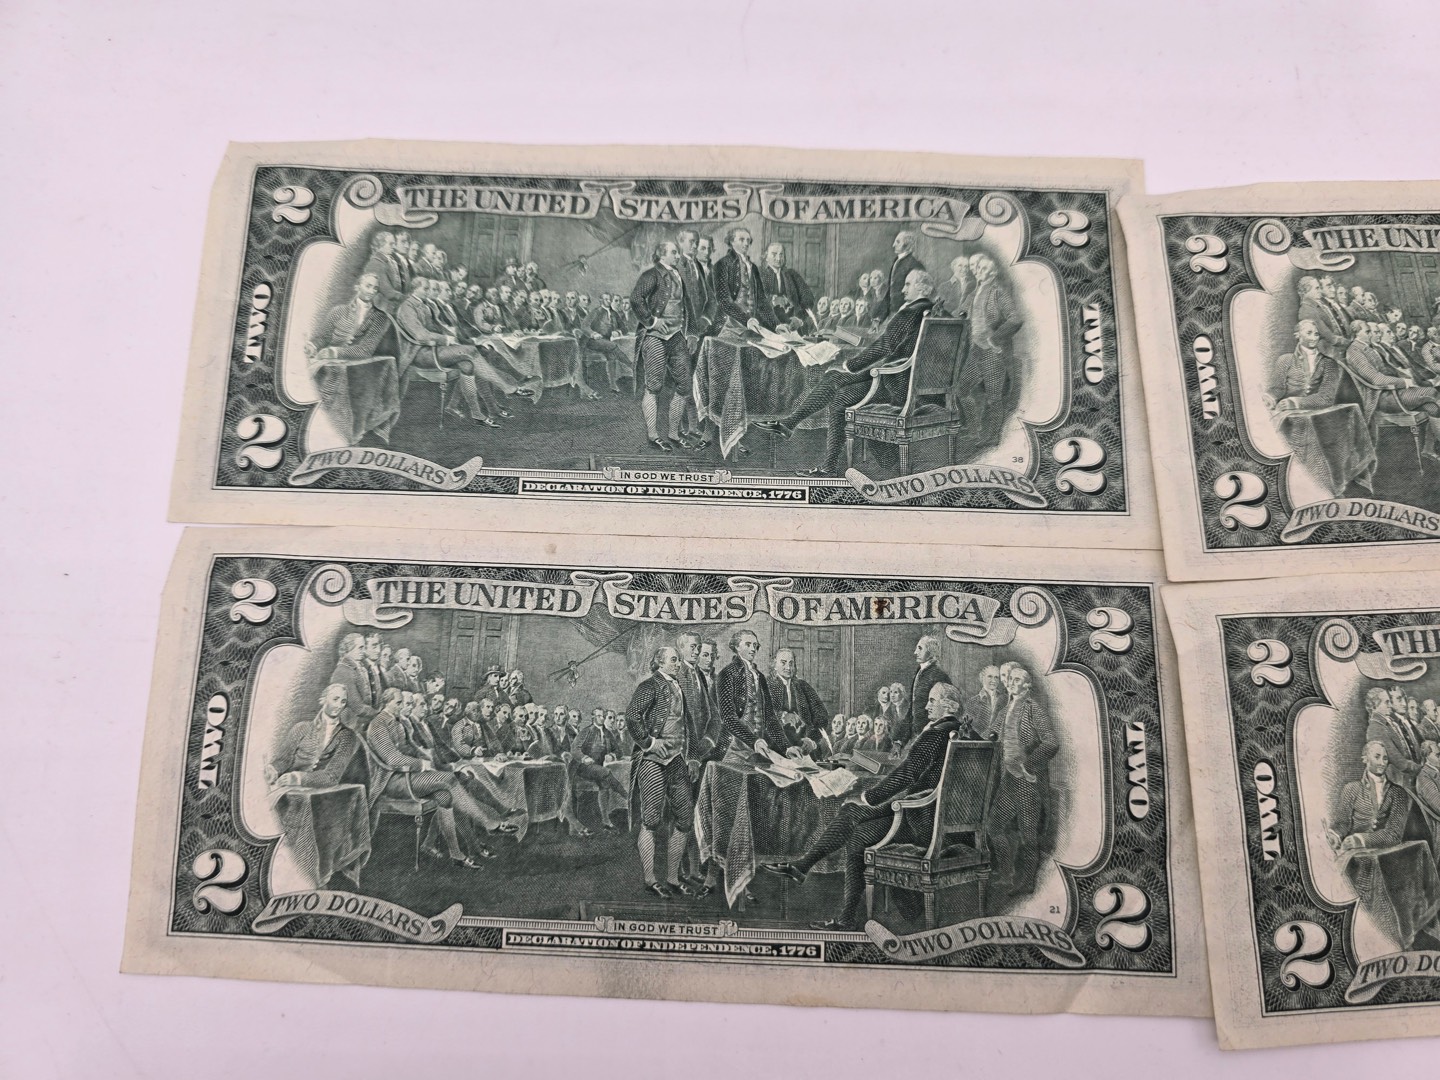 2 THE UNITED STATES OF AMERICA 2
TWO TWO
38
2 TWO DOLLARS IN GOD WE TRUST TWO DOLLARS 2
DECLARATION OF INDEPENDENCE, 1776
2 THE UNITED STATES OF AMERICA 2
TWO TWO
21
2 TWO DOLLARS IN GOD WE TRUST TWO DOLLARS 2
DECLARATION OF INDEPENDENCE, 1776
2 THE UNIT
TWO
2 TWO DOLLARS
2 THE
TWO
2 TWO DO